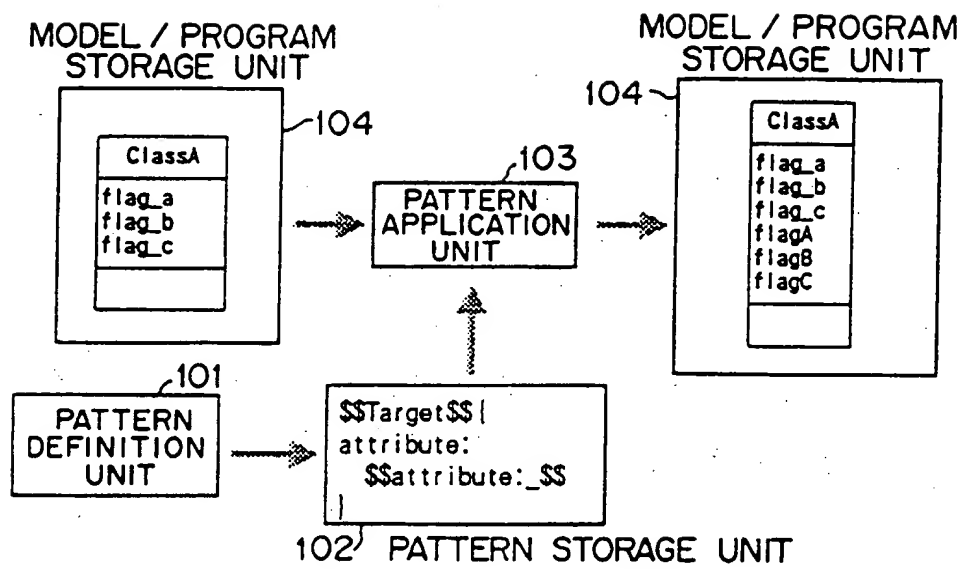 MODEL / PROGRAM
STORAGE UNIT
104
ClassA
flag_a
flag_b
flag_c
103
PATTERN
APPLICATION
UNIT
MODEL / PROGRAM
STORAGE UNIT
104
ClassA
flag_a
flag_b
flag_c
flagA
flagB
flagC
101
PATTERN
DEFINITION
UNIT
$$Target$${
attribute:
$$attribute:_$$
}
102 PATTERN STORAGE UNIT